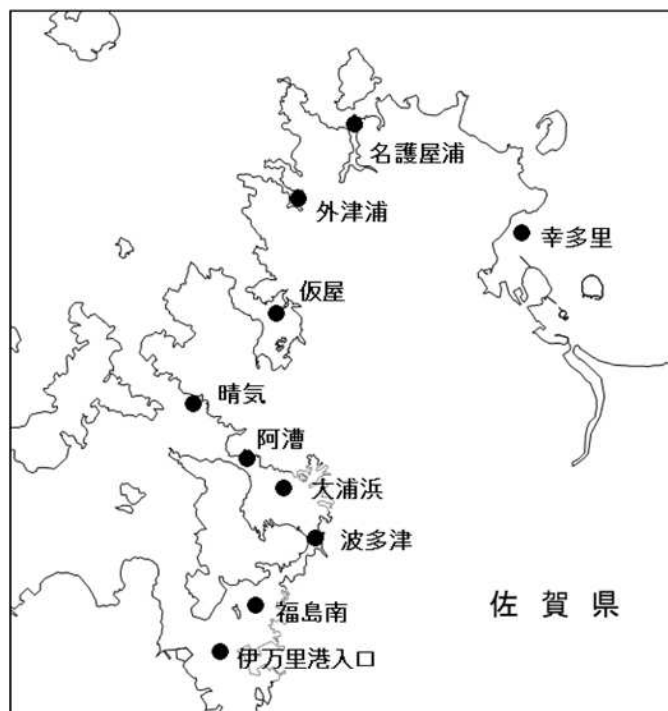 名護屋浦
外津浦
幸多里
仮屋
晴気
阿漕
大浦浜
波多津
福島南
佐賀県
伊万里港入口